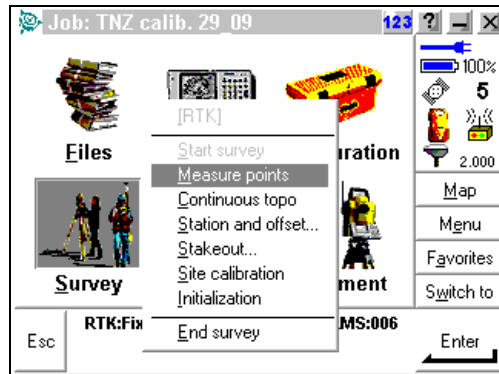 Job: TNZ calib. 29_09
123
?
100%
5
Files
uration
2.000
[RTK]
Start survey
Measure points
Continuous topo
Station and offset...
Stakeout...
Site calibration
Initialization
End survey
Survey
ment
Map
Menu
Favorites
Switch to
Esc
RTK:Fix
MS:006
Enter